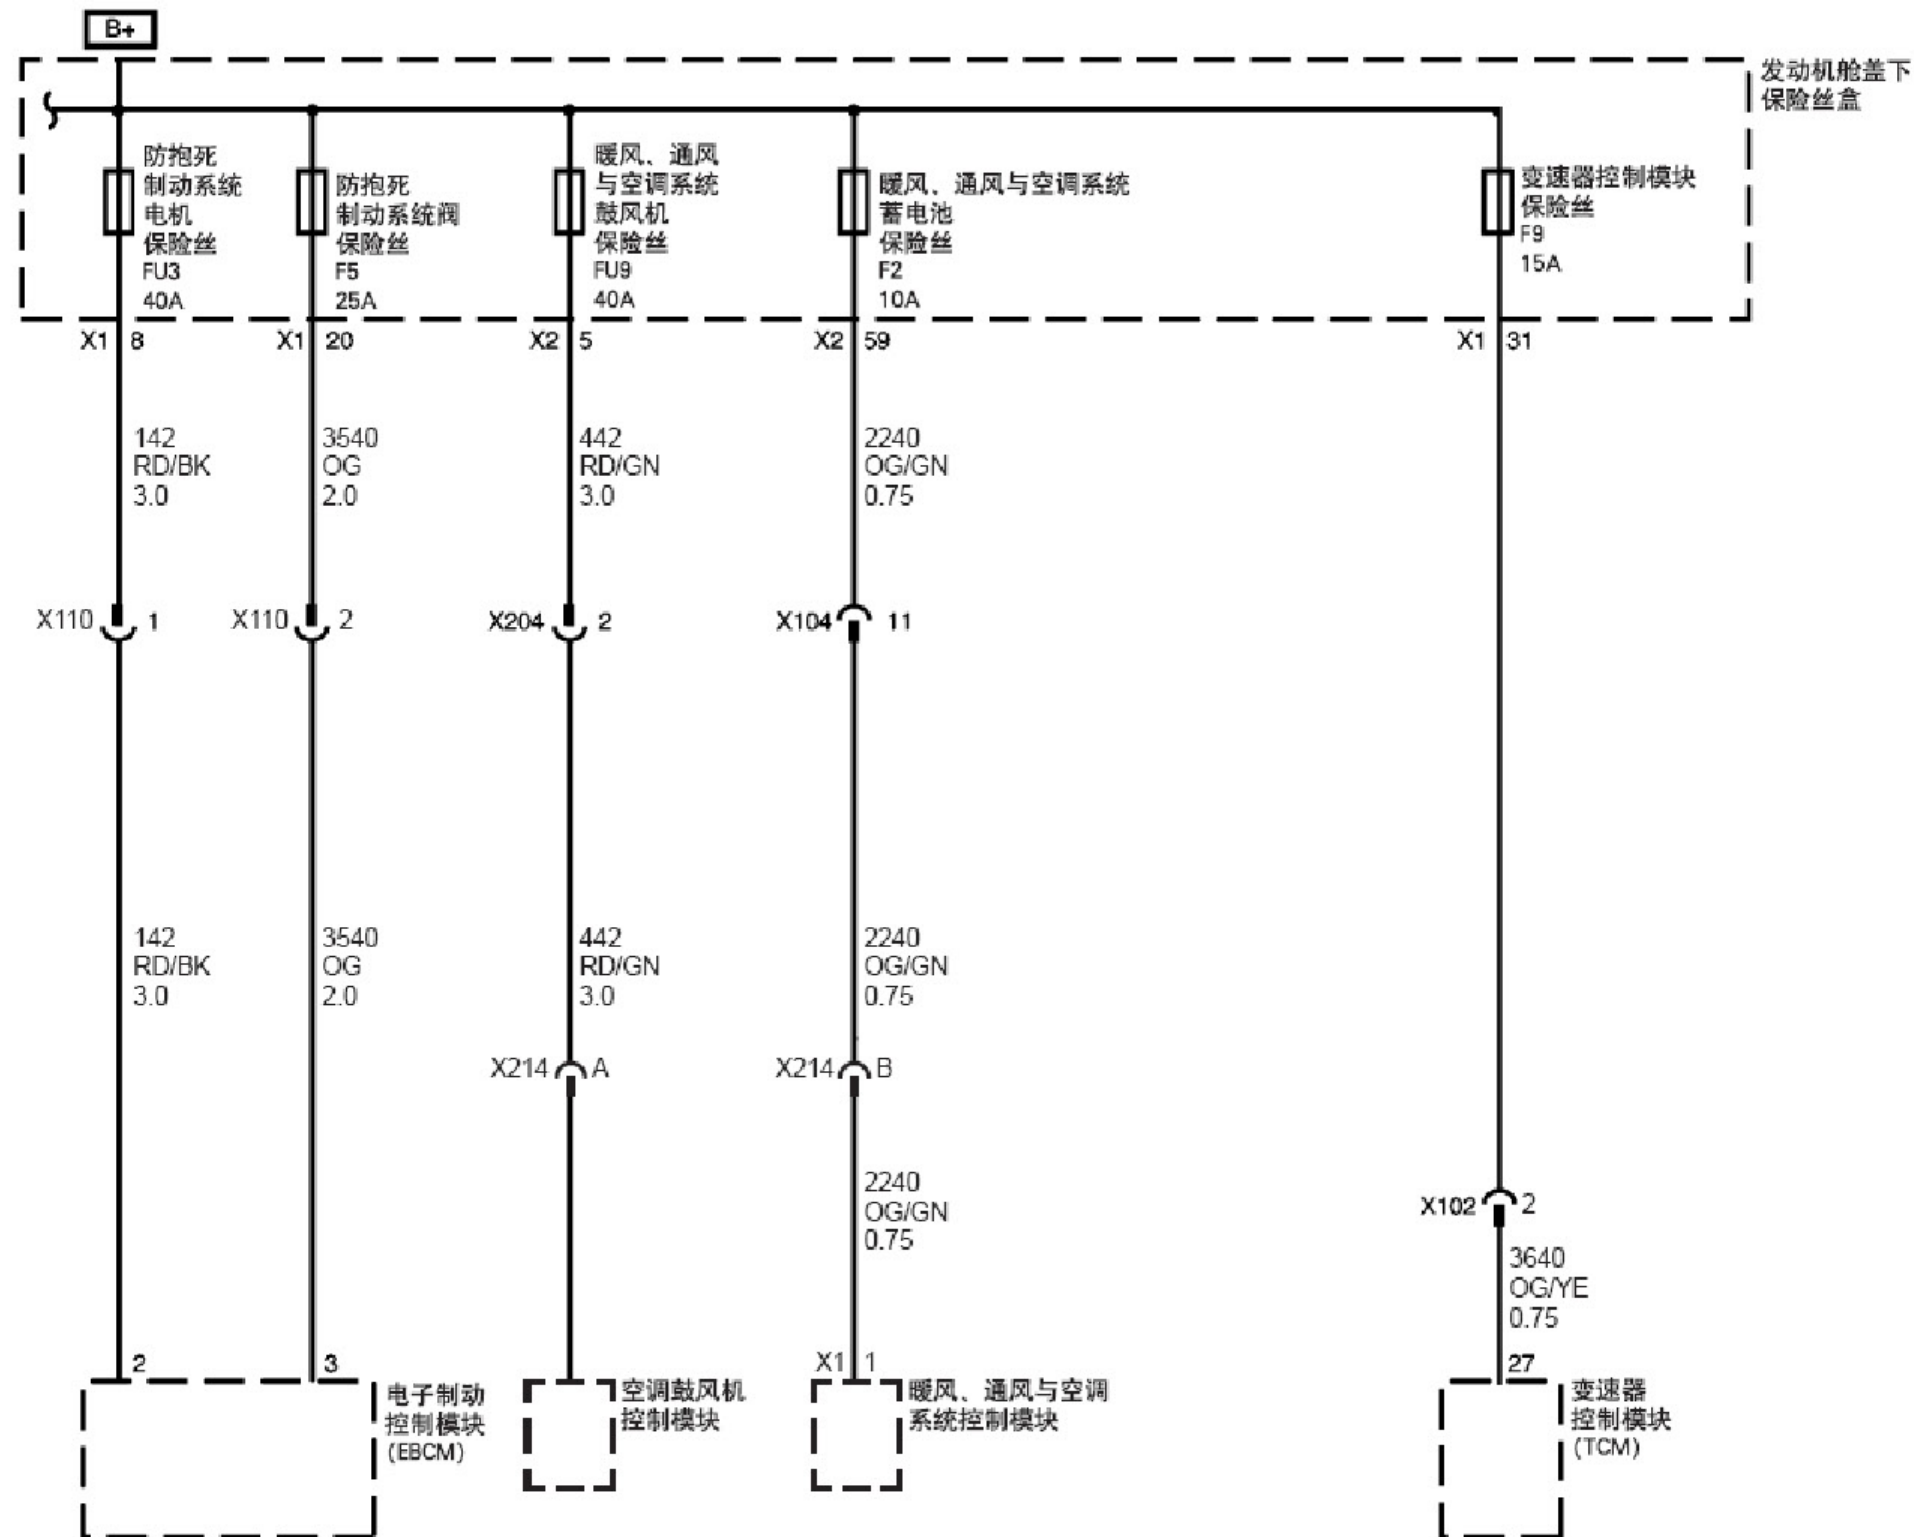 B+
发动机舱盖下
保险丝盒
防抱死
制动系统
电机
保险丝
FU3
40A
防抱死
制动系统阀
保险丝
F5
25A
暖风、通风
与空调系统
鼓风机
保险丝
FU9
40A
暖风、通风与空调系统
蓄电池
保险丝
F2
10A
变速器控制模块
保险丝
F9
15A
X1 8
X1 20
X2 5
X2 59
X1 31
142
RD/BK
3.0
3540
OG
2.0
442
RD/GN
3.0
2240
OG/GN
0.75
X110 1
X110 2
X204 2
X104 11
142
RD/BK
3.0
3540
OG
2.0
442
RD/GN
3.0
2240
OG/GN
0.75
X214 A
X214 B
2240
OG/GN
0.75
X102 2
3640
OG/YE
0.75
2
3
X1 1
27
电子制动
控制模块
(EBCM)
空调鼓风机
控制模块
暖风、通风与空调
系统控制模块
变速器
控制模块
(TCM)